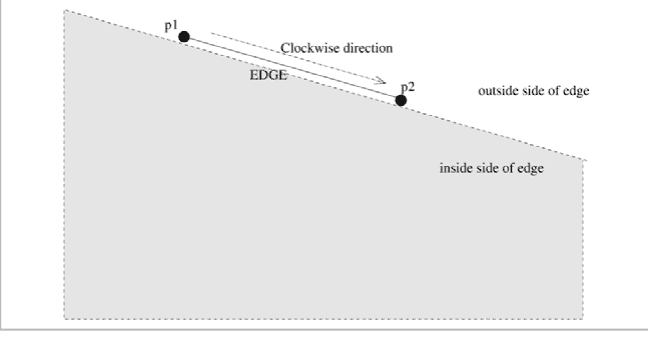 p1
Clockwise direction
EDGE
p2
outside side of edge
inside side of edge